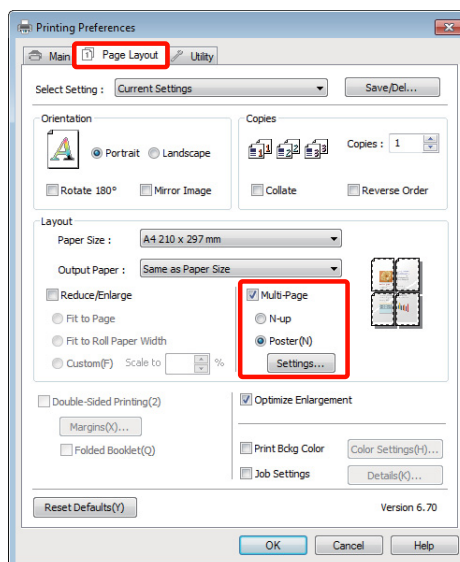 Printing Preferences
Main Page Layout Utility
Select Setting : Current Settings Save/Del...
Orientation Copies
Portrait Landscape Copies : 1
Rotate 180° Mirror Image Collate Reverse Order
Layout
Paper Size : A4 210 x 297 mm
Output Paper : Same as Paper Size
Reduce/Enlarge Multi-Page
Fit to Page N-up
Fit to Roll Paper Width Poster(N)
Custom(F) Scale to % Settings...
Double-Sided Printing(2) Optimize Enlargement
Margins(X)...
Folded Booklet(Q) Print Bckg Color Color Settings(H)...
Job Settings Details(K)...
Reset Defaults(Y) Version 6.70
OK Cancel Help